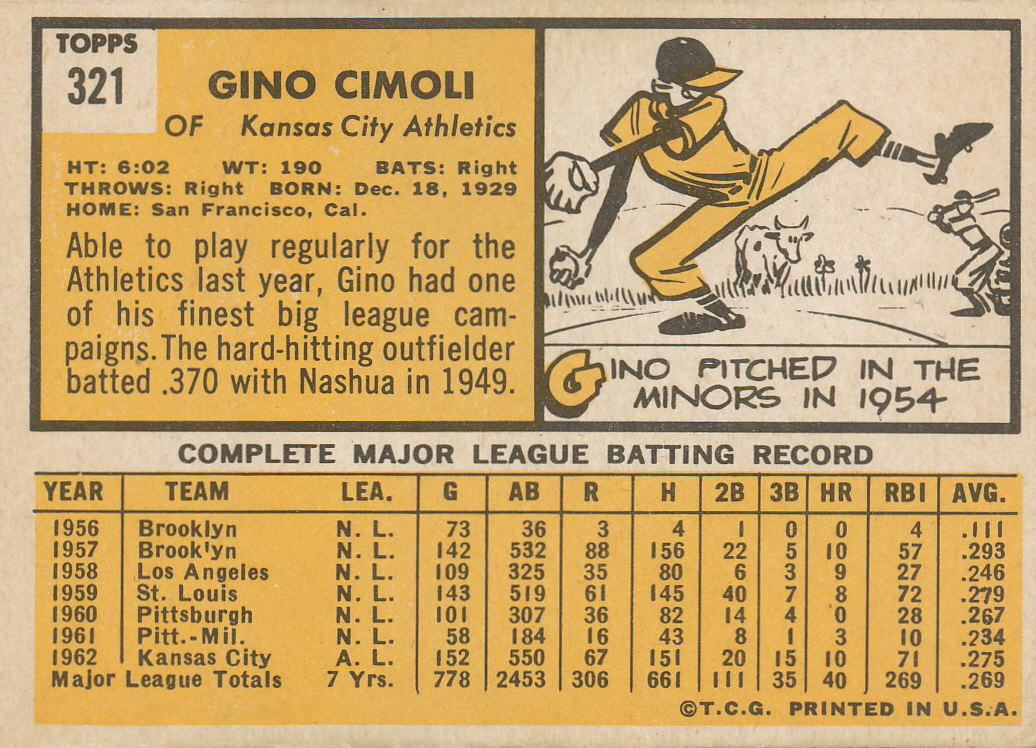 TOPPS
321
GINO CIMOLI
OF Kansas City Athletics
HT: 6:02 WT: 190 BATS: Right
THROWS: Right BORN: Dec. 18, 1929
HOME: San Francisco, Cal.
Able to play regularly for the
Athletics last year, Gino had one
of his finest big league cam-
paigns. The hard-hitting outfielder
batted .370 with Nashua in 1949.
GINO PITCHED IN THE
MINORS IN 1954
COMPLETE MAJOR LEAGUE BATTING RECORD
YEAR TEAM LEA. G AB R H 2B 3B HR RBI AVG.
1956 Brooklyn N. L. 73 36 3 4 1 0 0 4 .111
1957 Brooklyn N. L. 142 532 88 156 22 5 10 57 .293
1958 Los Angeles N. L. 109 325 35 80 6 3 9 27 .246
1959 St. Louis N. L. 143 519 61 145 40 7 8 72 .279
1960 Pittsburgh N. L. 101 307 36 82 14 4 0 28 .267
1961 Pitt.-Mil. N. L. 58 184 16 43 8 1 3 10 .234
1962 Kansas City A. L. 152 550 67 151 20 15 10 71 .275
Major League Totals 7 Yrs. 778 2453 306 661 111 35 40 269 .269
©T.C.G. PRINTED IN U.S.A.